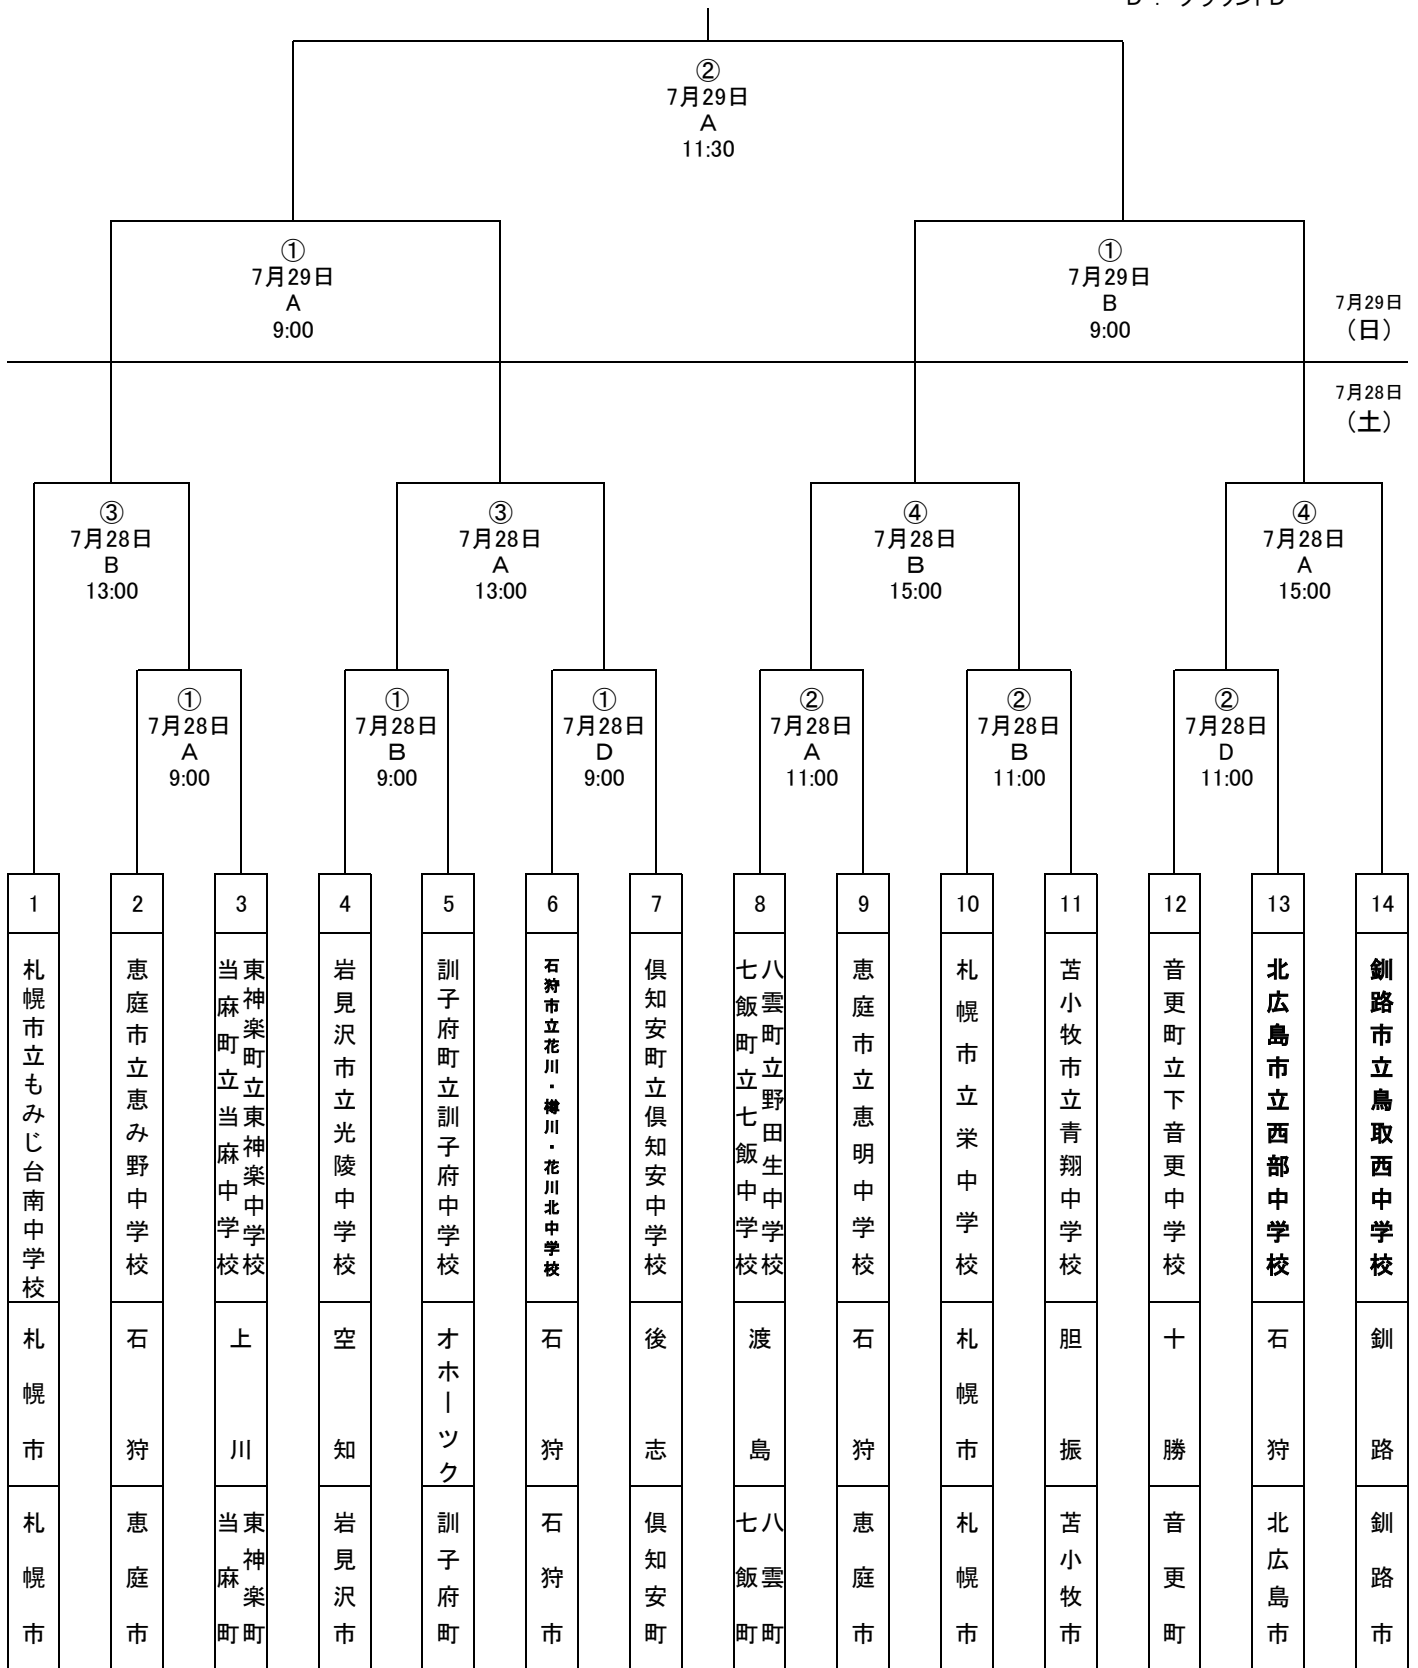 ②
7月29日
A
11:30
①
7月29日
A
9:00
①
7月29日
B
9:00
7月29日
（日）
7月28日
（土）
③
7月28日
B
13:00
③
7月28日
A
13:00
④
7月28日
B
15:00
④
7月28日
A
15:00
①
7月28日
A
9:00
①
7月28日
B
9:00
①
7月28日
D
9:00
②
7月28日
A
11:00
②
7月28日
B
11:00
②
7月28日
D
11:00
1
札幌市立もみじ台南中学校
札幌市
札幌市
2
恵庭市立恵み野中学校
石狩
恵庭市
3
東神楽町立東神楽中学校
当麻町立当麻中学校
上川
東神楽町
当麻町
4
岩見沢市立光陵中学校
空知
岩見沢市
5
訓子府町立訓子府中学校
オホーツク
訓子府町
6
石狩市立花川・樽川・花川北中学校
石狩
石狩市
7
倶知安町立倶知安中学校
後志
倶知安町
8
八雲町立野田生中学校
七飯町立七飯中学校
渡島
八雲町
七飯町
9
恵庭市立恵明中学校
石狩
恵庭市
10
札幌市立栄中学校
札幌市
札幌市
11
苫小牧市立青翔中学校
胆振
苫小牧市
12
音更町立下音更中学校
十勝
音更町
13
北広島市立西部中学校
石狩
北広島市
14
釧路市立鳥取西中学校
釧路
釧路市